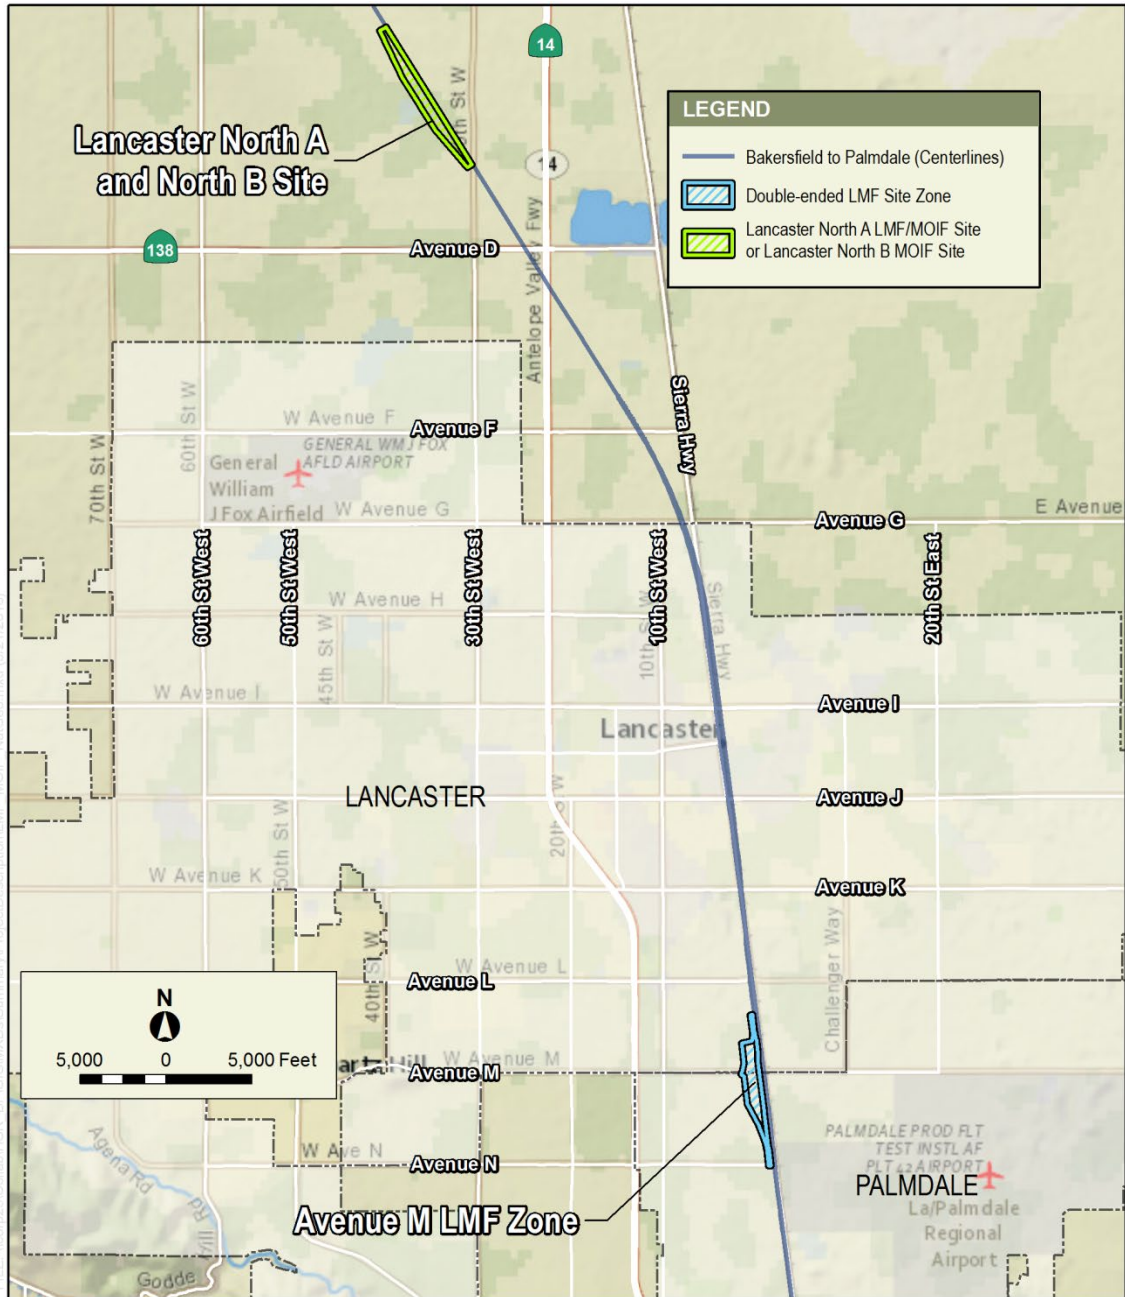 14
Lancaster North A
and North B Site
14
LEGEND
Bakersfield to Palmdale (Centerlines)
Double-ended LMF Site Zone
Lancaster North A LMF/MOIF Site
or Lancaster North B MOIF Site
138
Avenue D
Antelope Valley Fwy
Sierra Hwy
60th St W
70th St W
W Avenue F
Avenue F
GENERAL WM J FOX
AFLD AIRPORT
General
William
J Fox Airfield
W Avenue G
Avenue G
E Avenue
60th St West
50th St West
30th St West
10th St West
20th St East
W Avenue H
45th St W
10th St W
Sierra Hwy
W Avenue I
Avenue I
Lancaster
LANCASTER
Avenue J
50th St W
W Avenue K
Avenue K
Challenger Way
40th St W
W Avenue L
Avenue L
N
5,000 0 5,000 Feet
W Avenue M
Avenue M
W Ave N
Avenue N
PALMDALE PROD FLT
TEST INSTL AF
PLT 42 AIRPORT
PALMDALE
La/Palmdale
Regional
Airport
Avenue M LMF Zone
Agena Rd
Godde